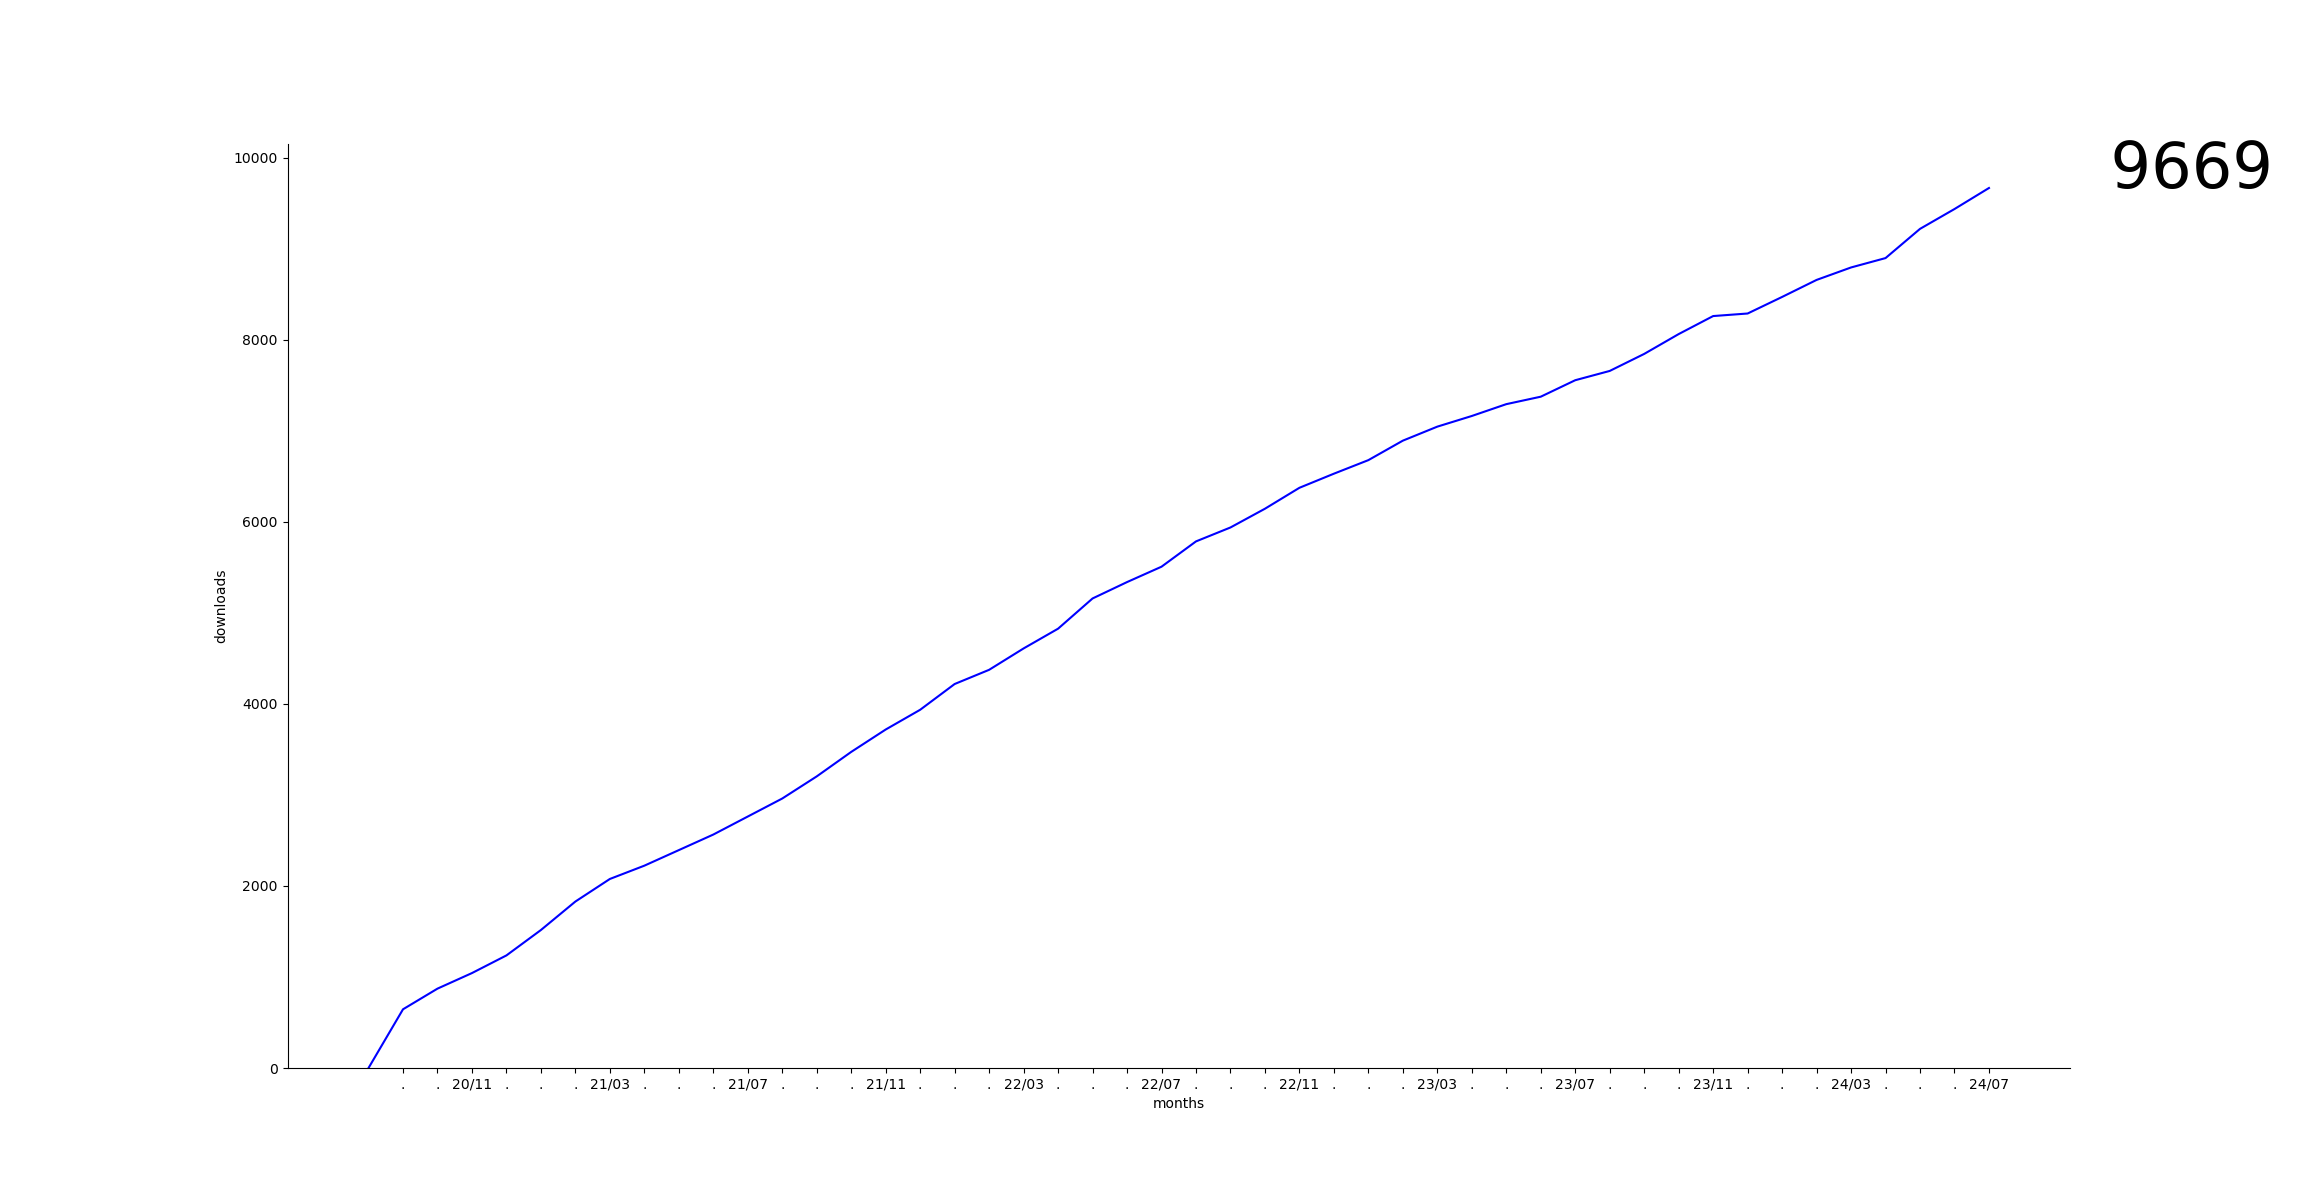 9669
10000
8000
6000
4000
2000
0
downloads
. . 20/11 . . . 21/03 . . . 21/07 . . . 21/11 . . . 22/03 . . . 22/07 . . . 22/11 . . . 23/03 . . . 23/07 . . . 23/11 . . . 24/03 . . . 24/07
months